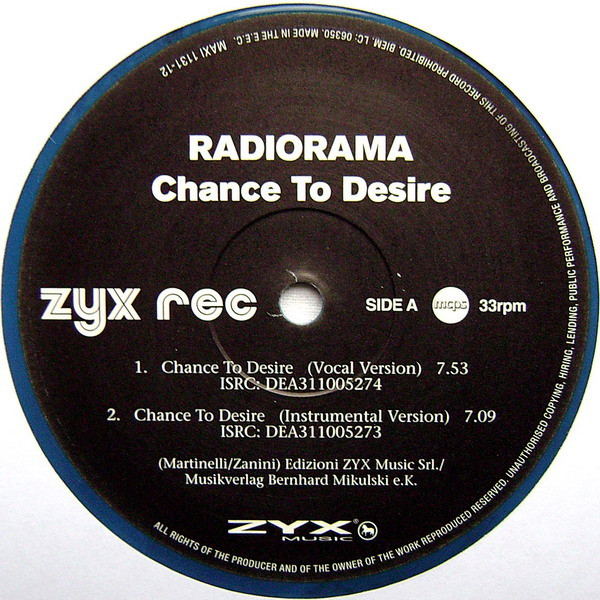 RADIORAMA
Chance To Desire
zyx rec
SIDE A mcps 33rpm
1. Chance To Desire (Vocal Version) 7.53
ISRC: DEA311005274
2. Chance To Desire (Instrumental Version) 7.09
ISRC: DEA311005273
(Martinelli/Zanini) Edizioni ZYX Music Srl./
Musikverlag Bernhard Mikulski e.K.
ZYX®
MUSIC
ALL RIGHTS OF THE PRODUCER AND OF THE OWNER OF THE WORK REPRODUCED RESERVED. UNAUTHORISED COPYING, HIRING, LENDING, PUBLIC PERFORMANCE AND BROADCASTING OF THIS RECORD PROHIBITED. BIEM. LC: 06350. MADE IN THE E.E.C. MAXI 1131-12